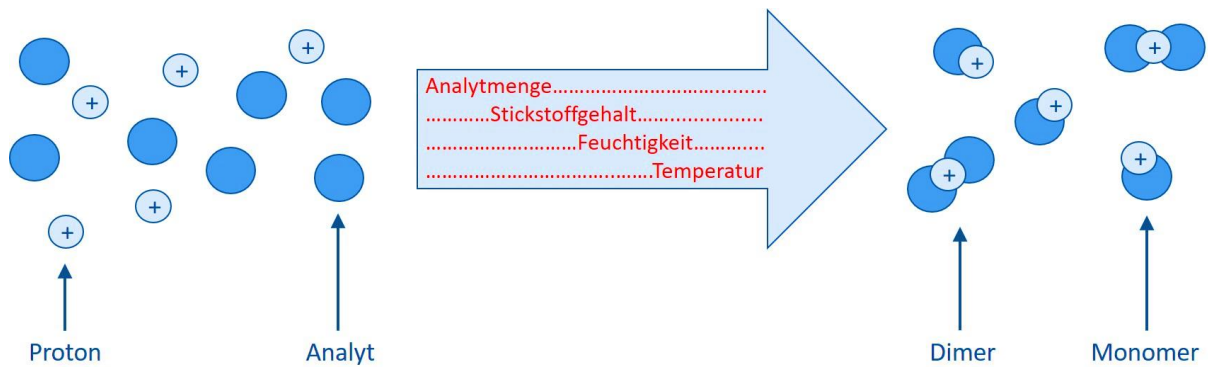 +
+
+
+
+
Analytmenge.....................................
............Stickstoffgehalt........................
............................Feuchtigkeit.............
..........................................Temperatur
+
+
+
+
+
Proton
Analyt
Dimer
Monomer